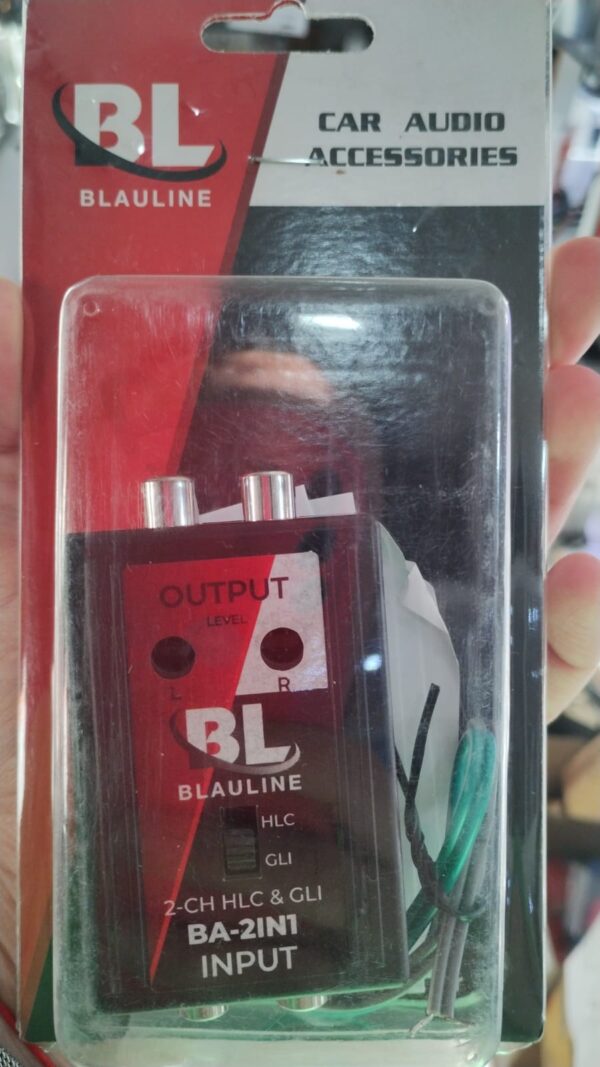 BL
BLAULINE
CAR AUDIO
ACCESSORIES
OUTPUT
LEVEL
L R
BL
BLAULINE
HLC
GLI
2-CH HLC & GLI
BA-2IN1
INPUT